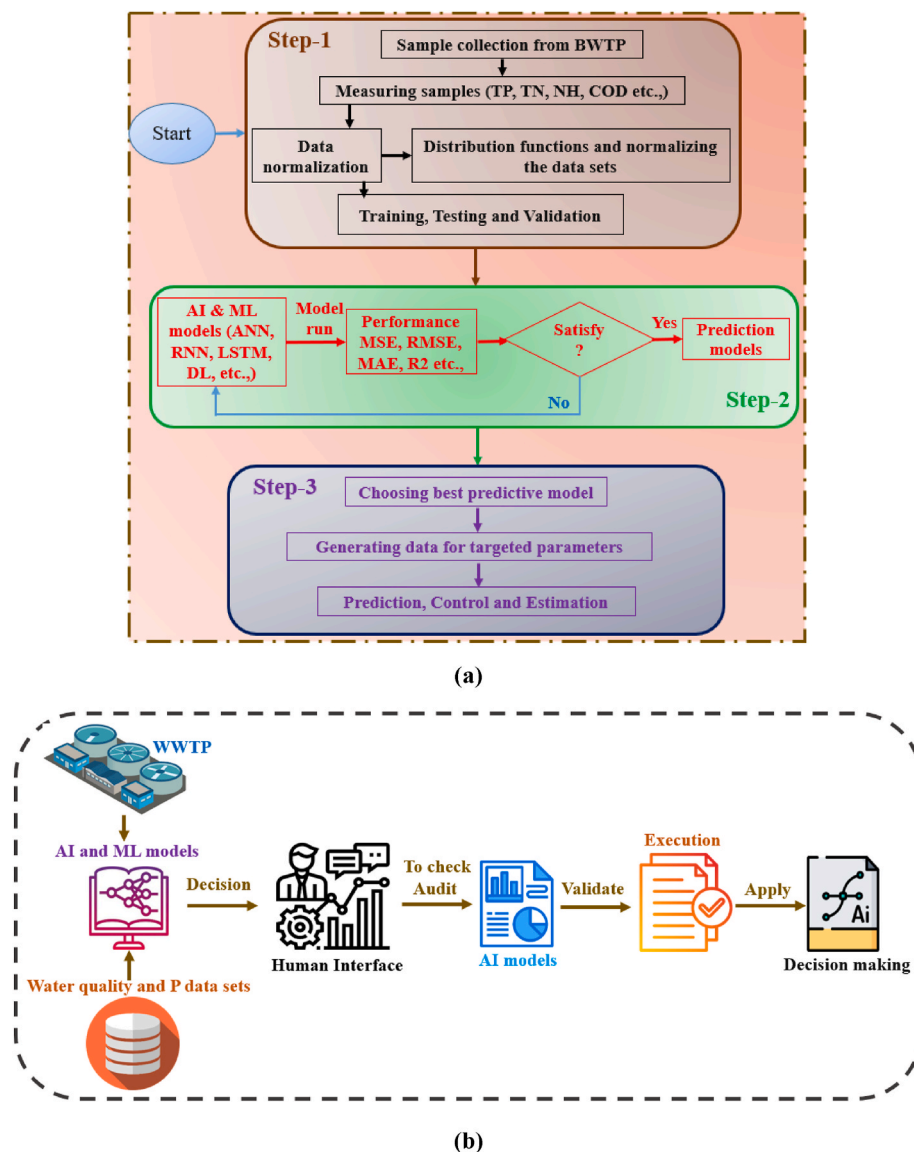 Step-1
Sample collection from BWTP
Measuring samples (TP, TN, NH, COD etc.,)
Start
Data
normalization
Distribution functions and normalizing
the data sets
Training, Testing and Validation
AI & ML
models (ANN,
RNN, LSTM,
DL, etc.,)
Model
run
Performance
MSE, RMSE,
MAE, R2 etc.,
Satisfy
?
Yes
Prediction
models
No
Step-2
Step-3
Choosing best predictive model
Generating data for targeted parameters
Prediction, Control and Estimation
(a)
WWTP
AI and ML models
Decision
Water quality and P data sets
Human Interface
To check
Audit
AI models
Validate
Execution
Apply
Ai
Decision making
(b)